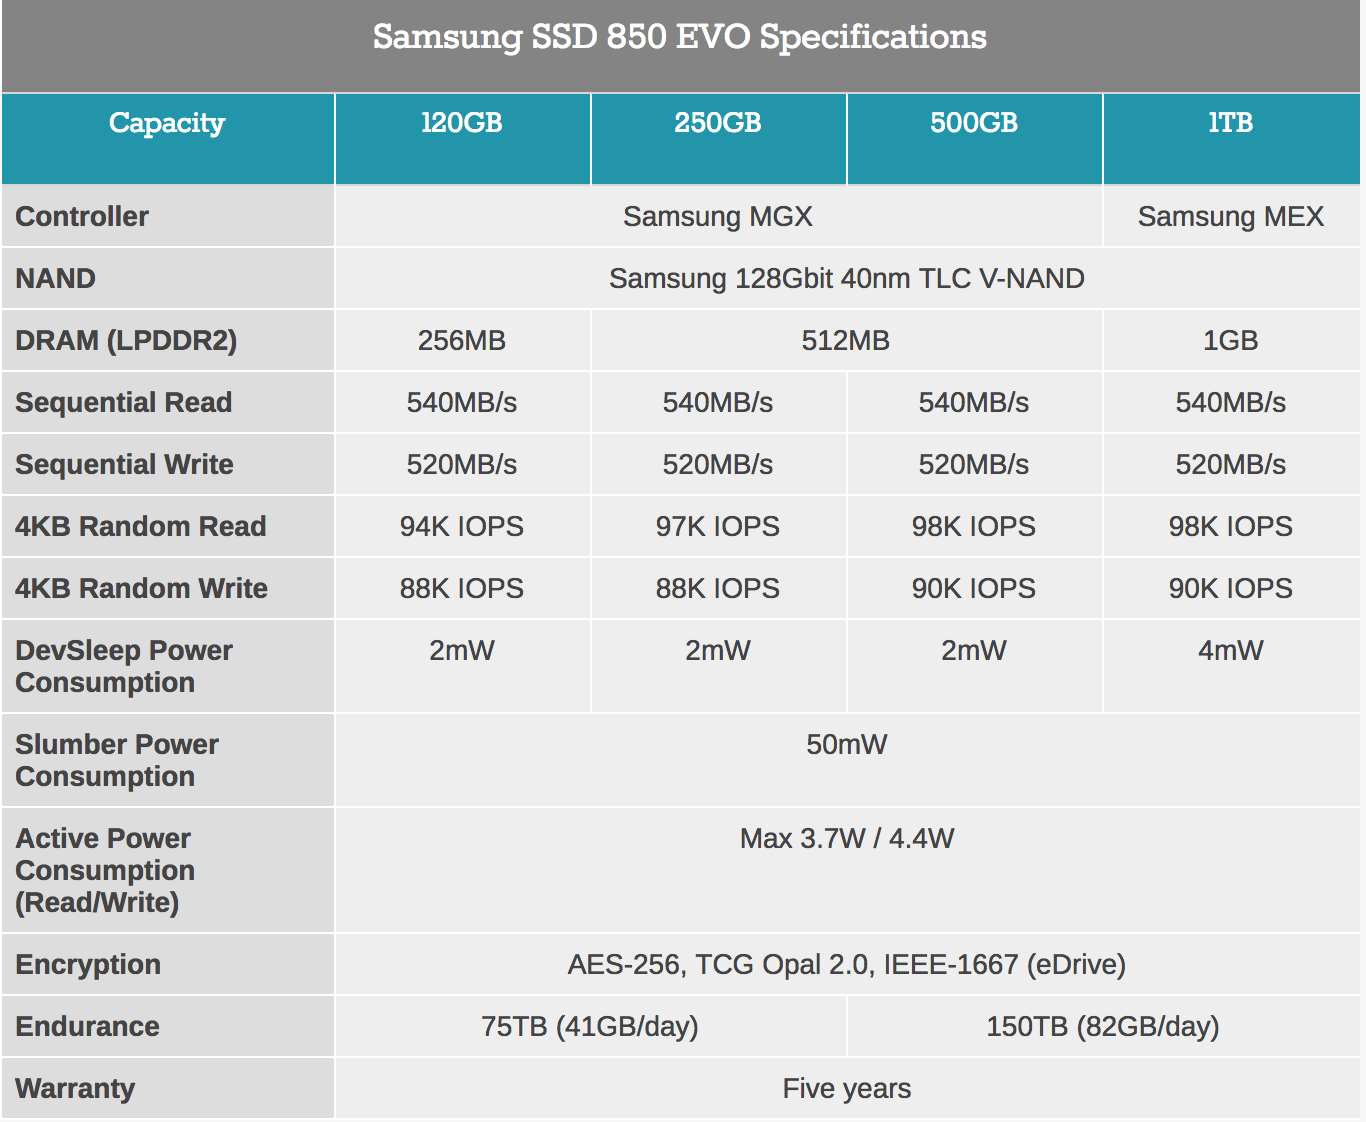 Samsung SSD 850 EVO Specifications
Capacity 120GB 250GB 500GB 1TB
Controller Samsung MGX Samsung MEX
NAND Samsung 128Gbit 40nm TLC V-NAND
DRAM (LPDDR2) 256MB 512MB 1GB
Sequential Read 540MB/s 540MB/s 540MB/s 540MB/s
Sequential Write 520MB/s 520MB/s 520MB/s 520MB/s
4KB Random Read 94K IOPS 97K IOPS 98K IOPS 98K IOPS
4KB Random Write 88K IOPS 88K IOPS 90K IOPS 90K IOPS
DevSleep Power 2mW 2mW 2mW 4mW
Consumption
Slumber Power 50mW
Consumption
Active Power Max 3.7W / 4.4W
Consumption
(Read/Write)
Encryption AES-256, TCG Opal 2.0, IEEE-1667 (eDrive)
Endurance 75TB (41GB/day) 150TB (82GB/day)
Warranty Five years